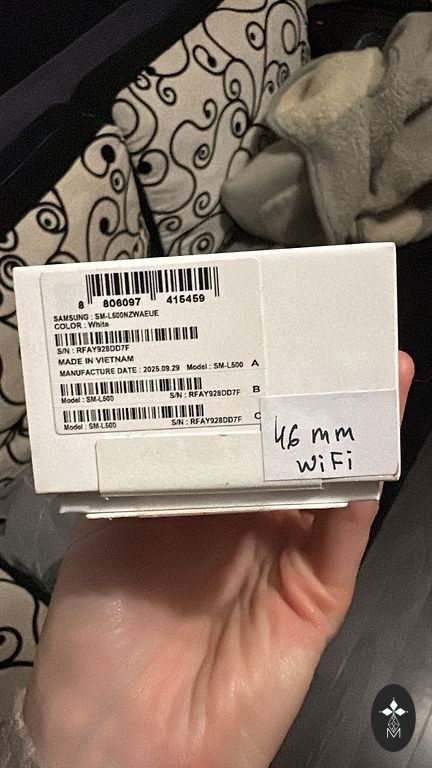 8 806097 415459
SAMSUNG : SM-L500NZWAEUE
COLOR : White
S/N : RFAY928DD7F
MADE IN VIETNAM
MANUFACTURE DATE : 2025.09.29 Model : SM-L500 A
Model : SM-L500 S/N : RFAY928DD7F B
Model : SM-L500 S/N : RFAY928DD7F C
46 mm
WiFi
M